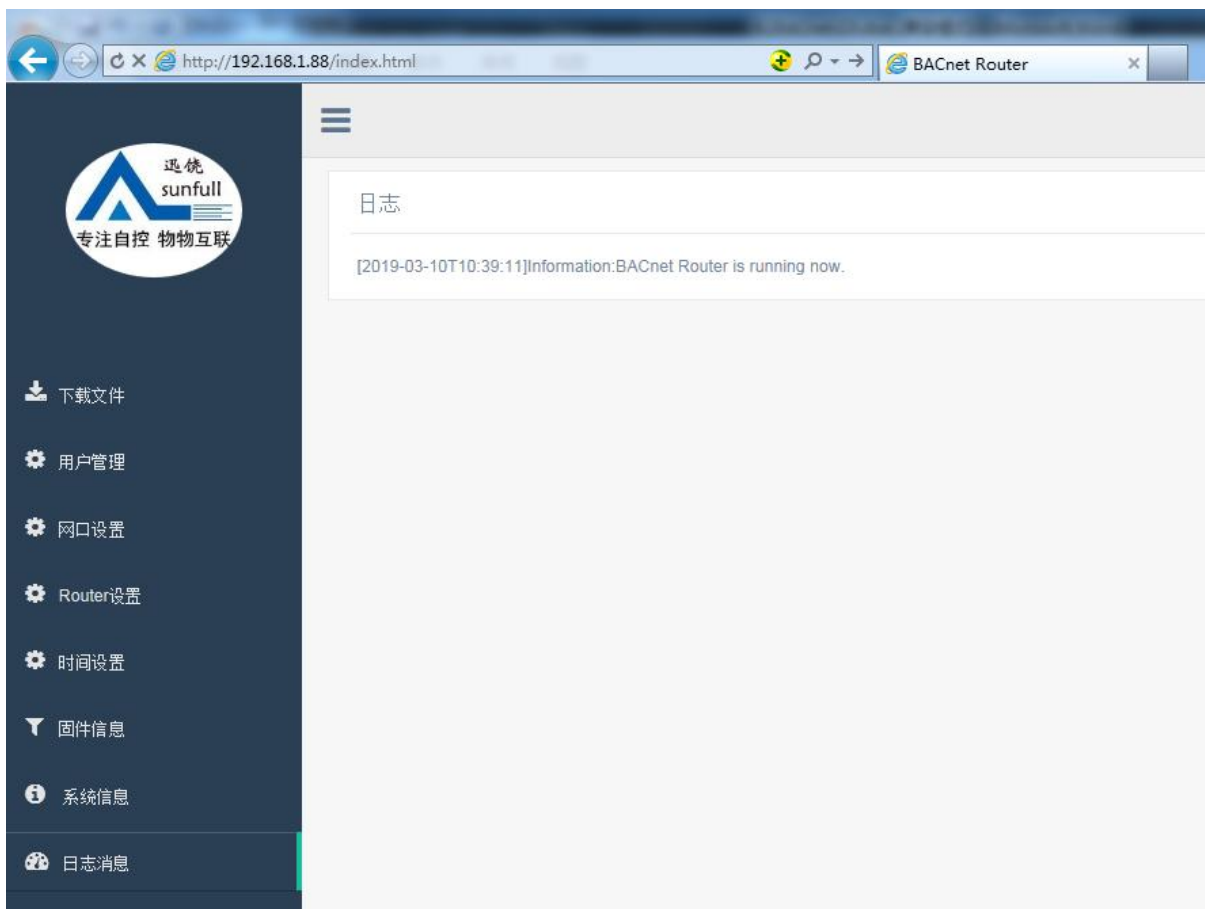 http://192.168.1.88/index.html
BACnet Router
迅饶
sunfull
专注自控 物物互联
日志
[2019-03-10T10:39:11]Information:BACnet Router is running now.
下载文件
用户管理
网口设置
Router设置
时间设置
固件信息
系统信息
日志消息